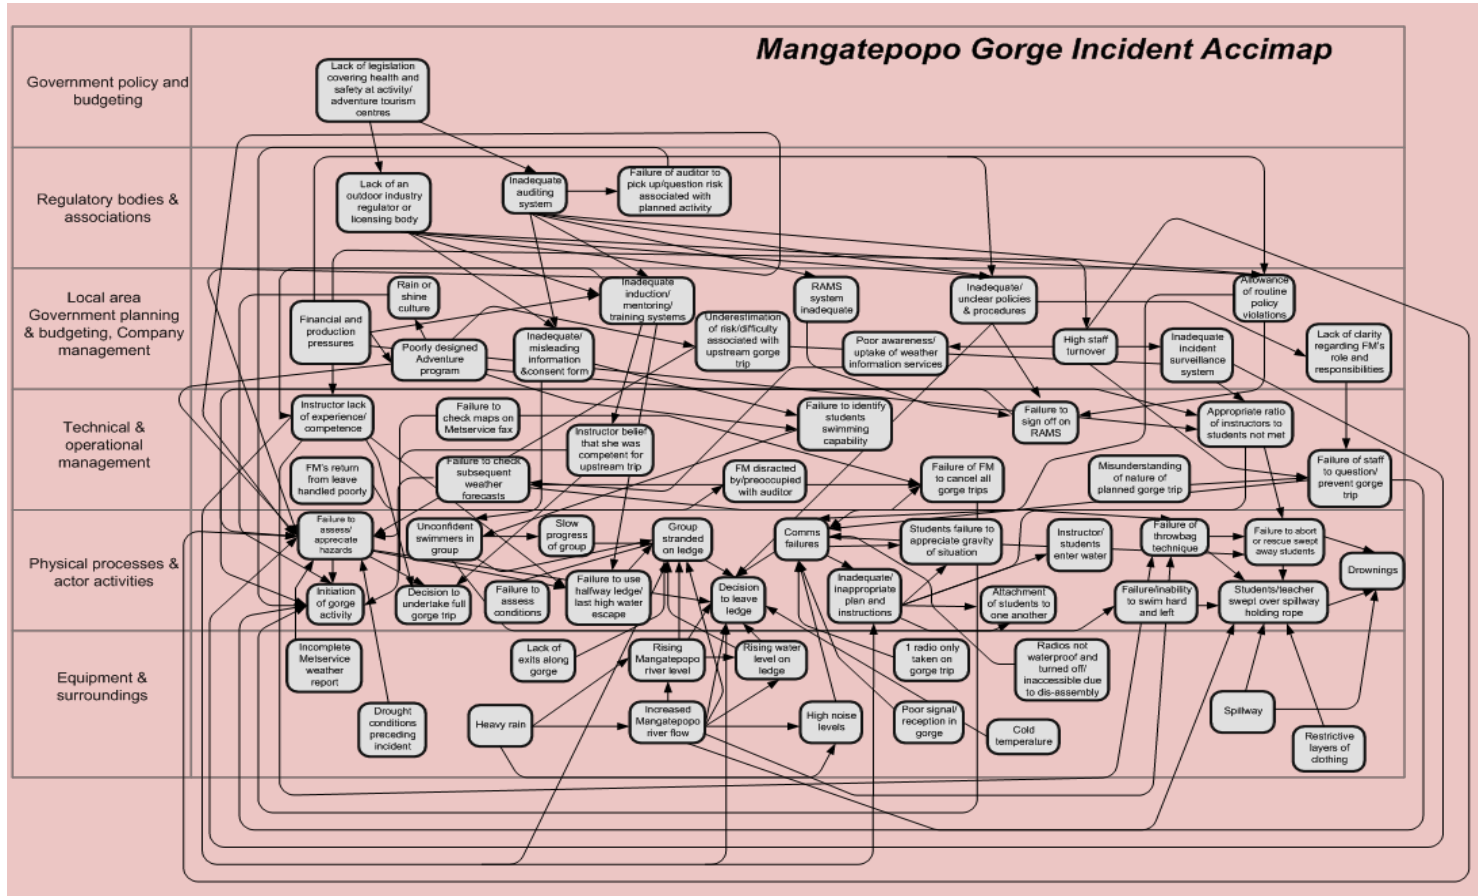 Mangatepopo Gorge Incident Accimap
Government policy and
budgeting
Lack of legislation
covering health and
safety at activity/
adventure tourism
centres
Regulatory bodies &
associations
Lack of an
outdoor industry
regulator or
licensing body
Inadequate
auditing
system
Failure of auditor to
pick up/question risk
associated with
planned activity
Local area
Government planning
& budgeting, Company
management
Financial and
production
pressures
Rain or
shine
culture
Poorly designed
Adventure
program
Inadequate/
misleading
information
&consent form
Inadequate
induction/
mentoring/
training systems
Underestimation
of risk/difficulty
associated with
upstream gorge
trip
RAMS
system
inadequate
Poor awareness/
uptake of weather
information services
Inadequate/
unclear policies
& procedures
High staff
turnover
Inadequate
incident
surveillance
system
Allowance
of routine
policy
violations
Lack of clarity
regarding FM's
role and
responsibilities
Technical &
operational
management
Instructor lack
of experience/
competence
FM's return
from leave
handled poorly
Failure to
check maps on
Metservice fax
Failure to check
subsequent
weather
forecasts
Instructor belief
that she was
competent for
upstream trip
FM disracted
by/preoccupied
with auditor
Failure to identify
students
swimming
capability
Failure of FM
to cancel all
gorge trips
Failure to
sign off on
RAMS
Misunderstanding
of nature of
planned gorge trip
Appropriate ratio
of instructors to
students not met
Failure of staff
to question/
prevent gorge
trip
Physical processes &
actor activities
Failure to
assess/
appreciate
hazards
Initiation
of gorge
activity
Unconfident
swimmers in
group
Decision to
undertake full
gorge trip
Slow
progress
of group
Failure to
assess
conditions
Failure to use
halfway ledge/
last high water
escape
Group
stranded
on ledge
Decision
to leave
ledge
Comms
failures
Inadequate/
inappropriate
plan and
instructions
Students failure to
appreciate gravity
of situation
Attachment
of students to
one another
Instructor/
students
enter water
Failure of
throwbag
technique
Failure/inability
to swim hard
and left
Failure to abort
or rescue swept
away students
Students/teacher
swept over spillway
holding rope
Drownings
Equipment &
surroundings
Incomplete
Metservice
weather
report
Drought
conditions
preceding
incident
Heavy rain
Lack of
exits along
gorge
Rising
Mangatepopo
river level
Increased
Mangatepopo
river flow
Rising water
level on
ledge
High noise
levels
1 radio only
taken on
gorge trip
Poor signal/
reception in
gorge
Cold
temperature
Radios not
waterproof and
turned off/
inaccessible due
to dis-assembly
Spillway
Restrictive
layers of
clothing